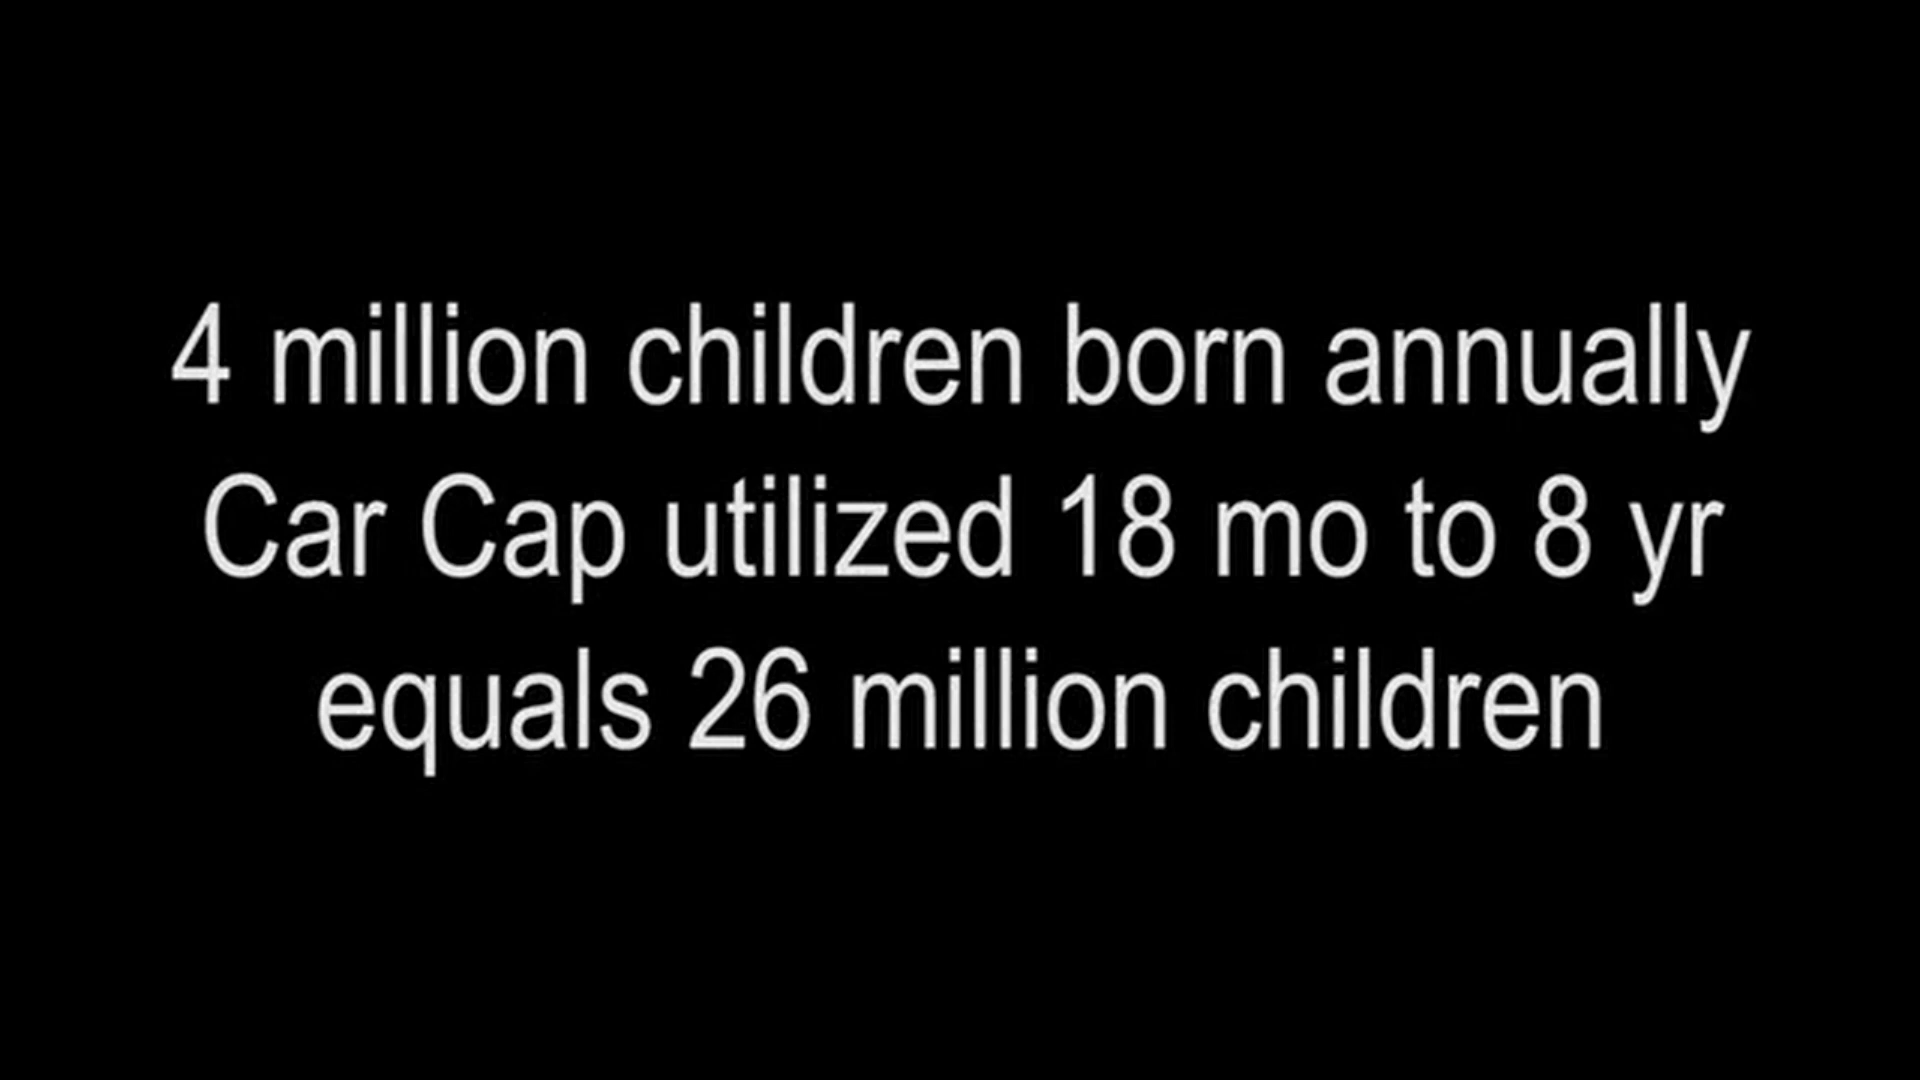 4 million children born annually
Car Cap utilized 18 mo to 8 yr
equals 26 million children